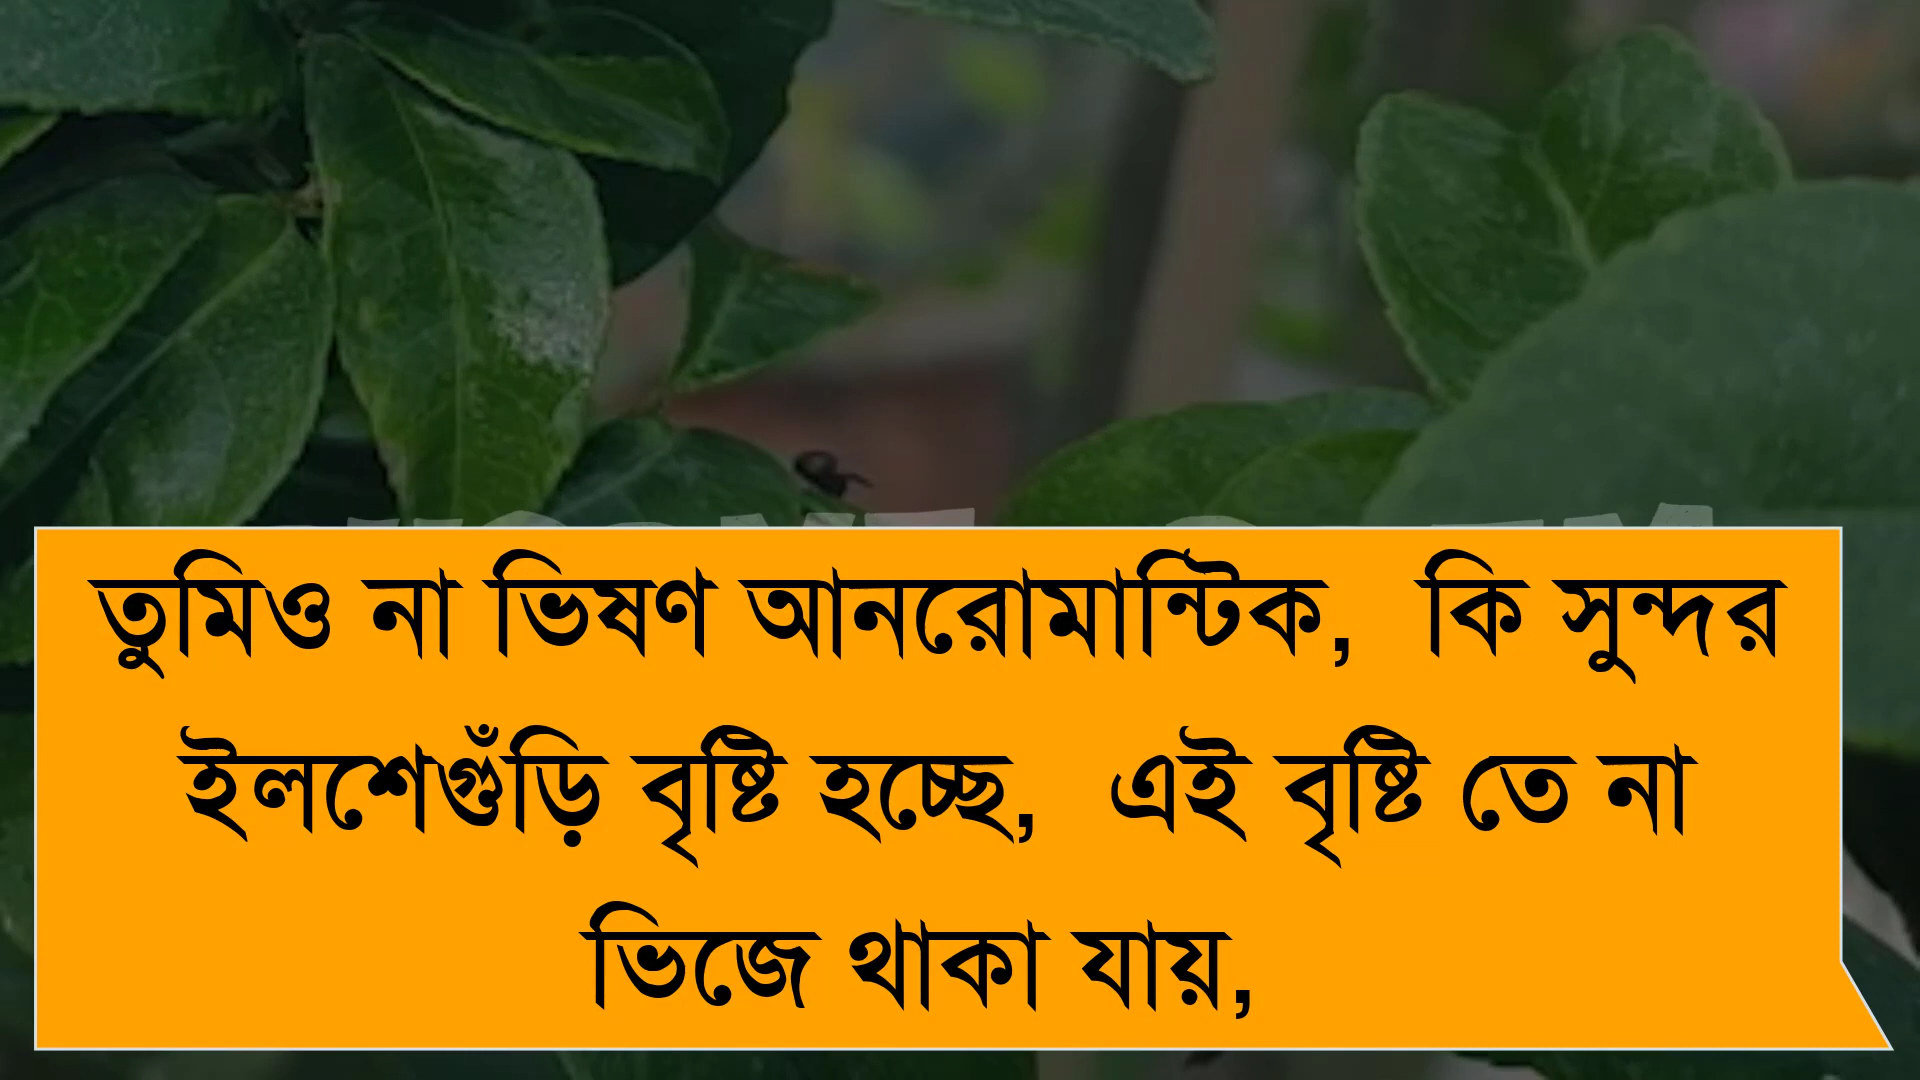 তুমিও না ভিষণ আনরোমান্টিক, কি সুন্দর
ইলশেগুঁড়ি বৃষ্টি হচ্ছে, এই বৃষ্টি তে না
ভিজে থাকা যায়,